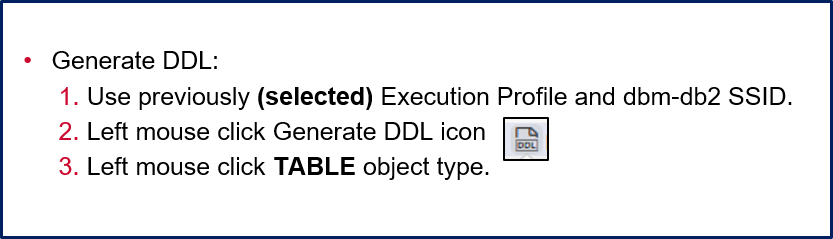 • Generate DDL:
1. Use previously (selected) Execution Profile and dbm-db2 SSID.
2. Left mouse click Generate DDL icon DDL
3. Left mouse click TABLE object type.